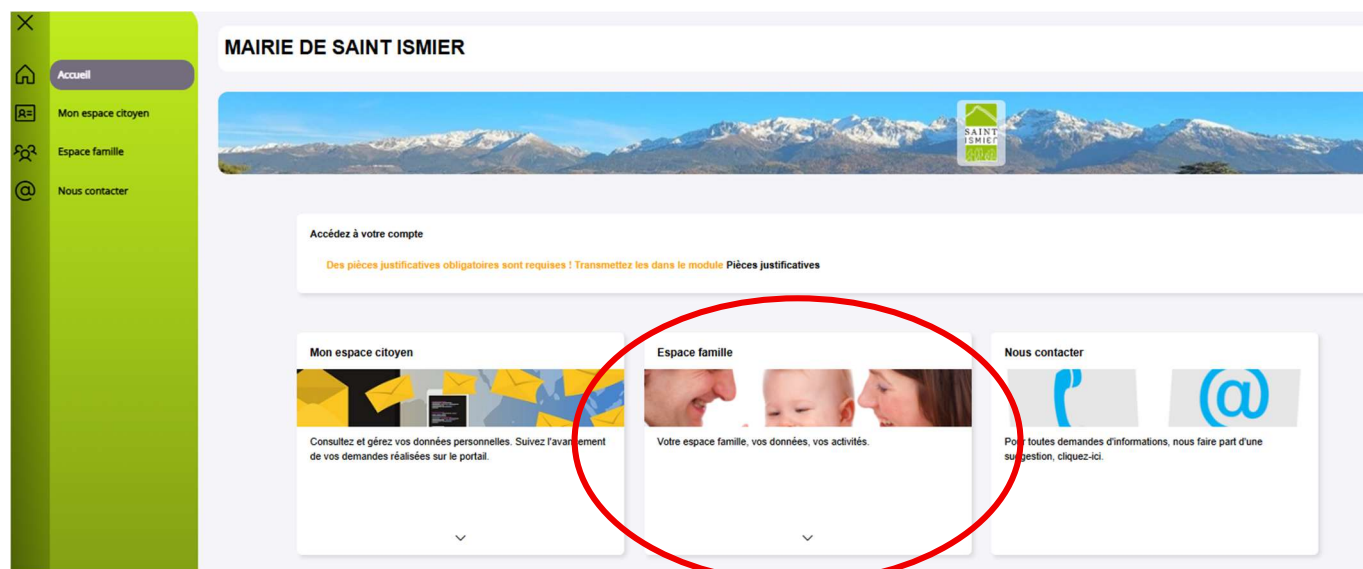 MAIRIE DE SAINT ISMIER
Accueil
Mon espace citoyen
Espace famille
Nous contacter
SAINT
ISMIER
Accédez à votre compte
Des pièces justificatives obligatoires sont requises ! Transmettez les dans le module Pièces justificatives
Mon espace citoyen
Consultez et gérez vos données personnelles. Suivez l'avancement
de vos demandes réalisées sur le portail.
Espace famille
Votre espace famille, vos données, vos activités.
Nous contacter
@
Pour toutes demandes d'informations, nous faire part d'une
suggestion, cliquez-ici.